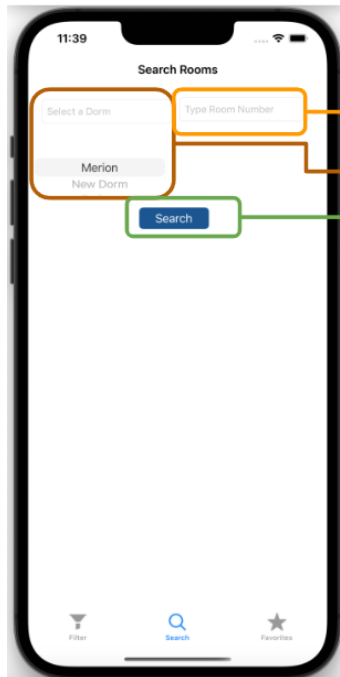 11:39
Search Rooms
Select a Dorm
Type Room Number
Merion
New Dorm
Search
Filter
Search
Favorites